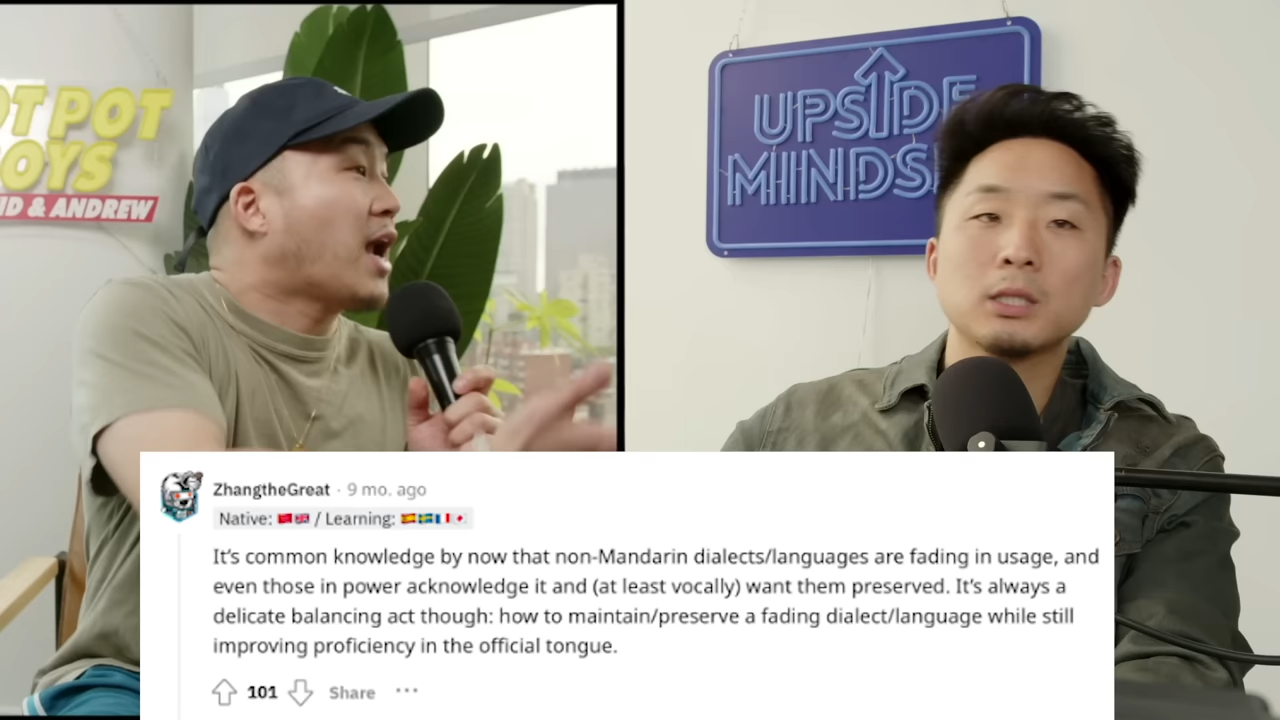 OT POT
OYS
ID & ANDREW
UPSIDE
MINDS
ZhangtheGreat · 9 mo. ago
Native: 🇨🇳🇬🇧 / Learning: 🇪🇸🇸🇪🇫🇷🇯🇵
It's common knowledge by now that non-Mandarin dialects/languages are fading in usage, and
even those in power acknowledge it and (at least vocally) want them preserved. It's always a
delicate balancing act though: how to maintain/preserve a fading dialect/language while still
improving proficiency in the official tongue.
101 Share ···